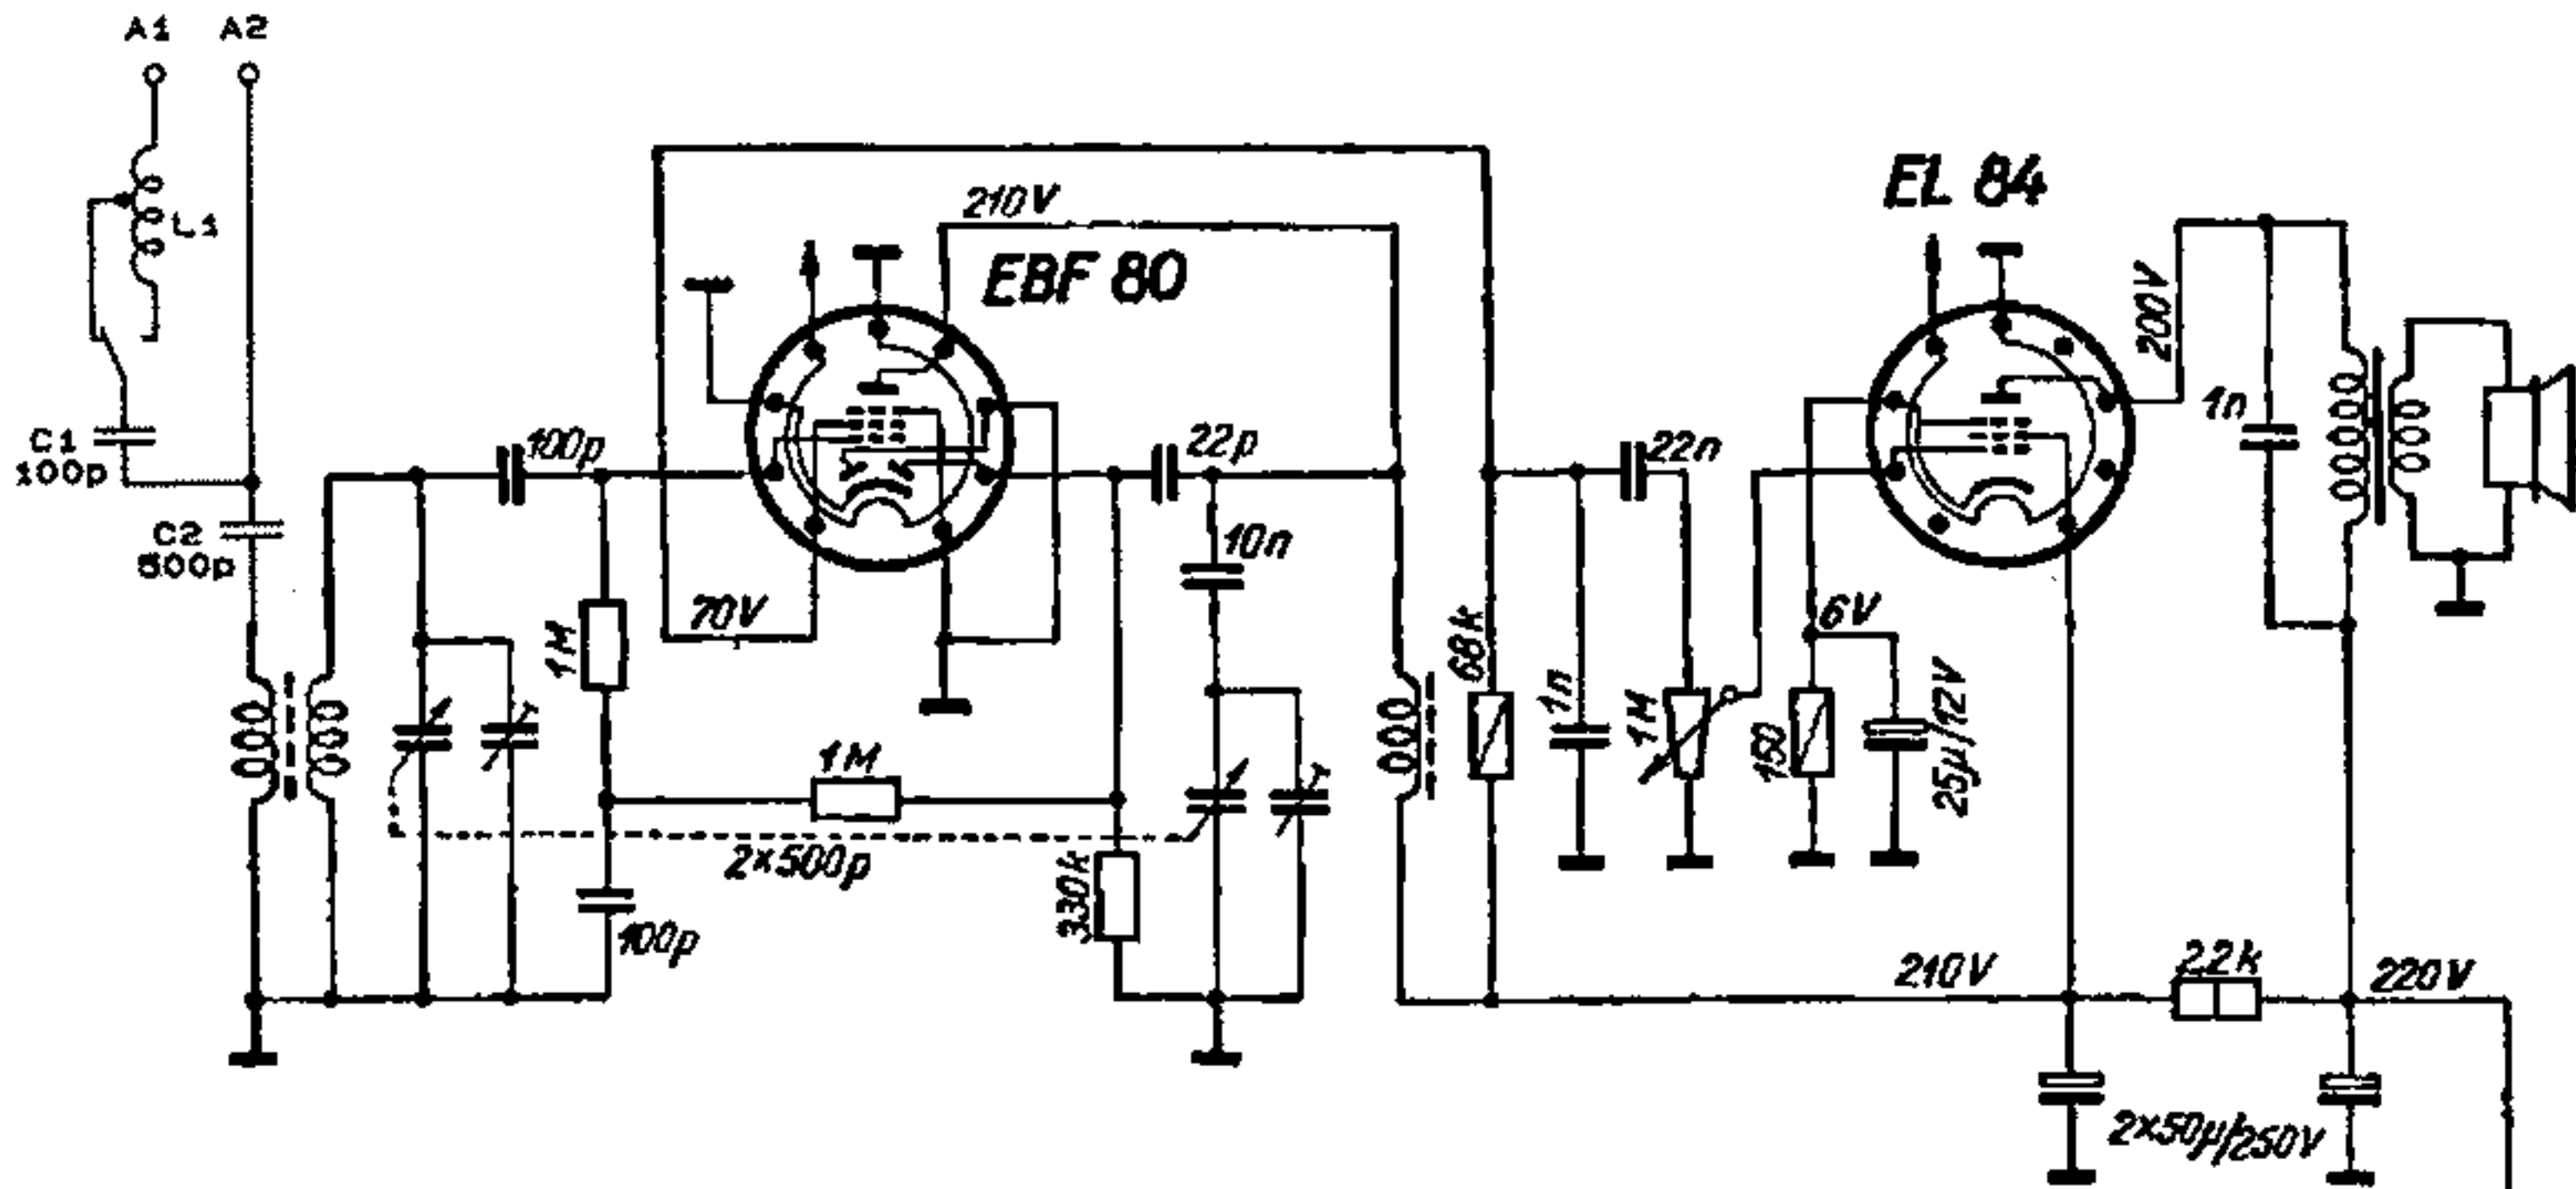 A1 A2
L1
C1
100p
C2
500p
100p
1M
100p
1M
2×500p
70V
210V
EBF 80
22p
10n
330k
68k
1n
22n
1M
EL 84
6V
150
25µ/12V
200V
1n
210V
2.2k
220V
2×50µ/250V